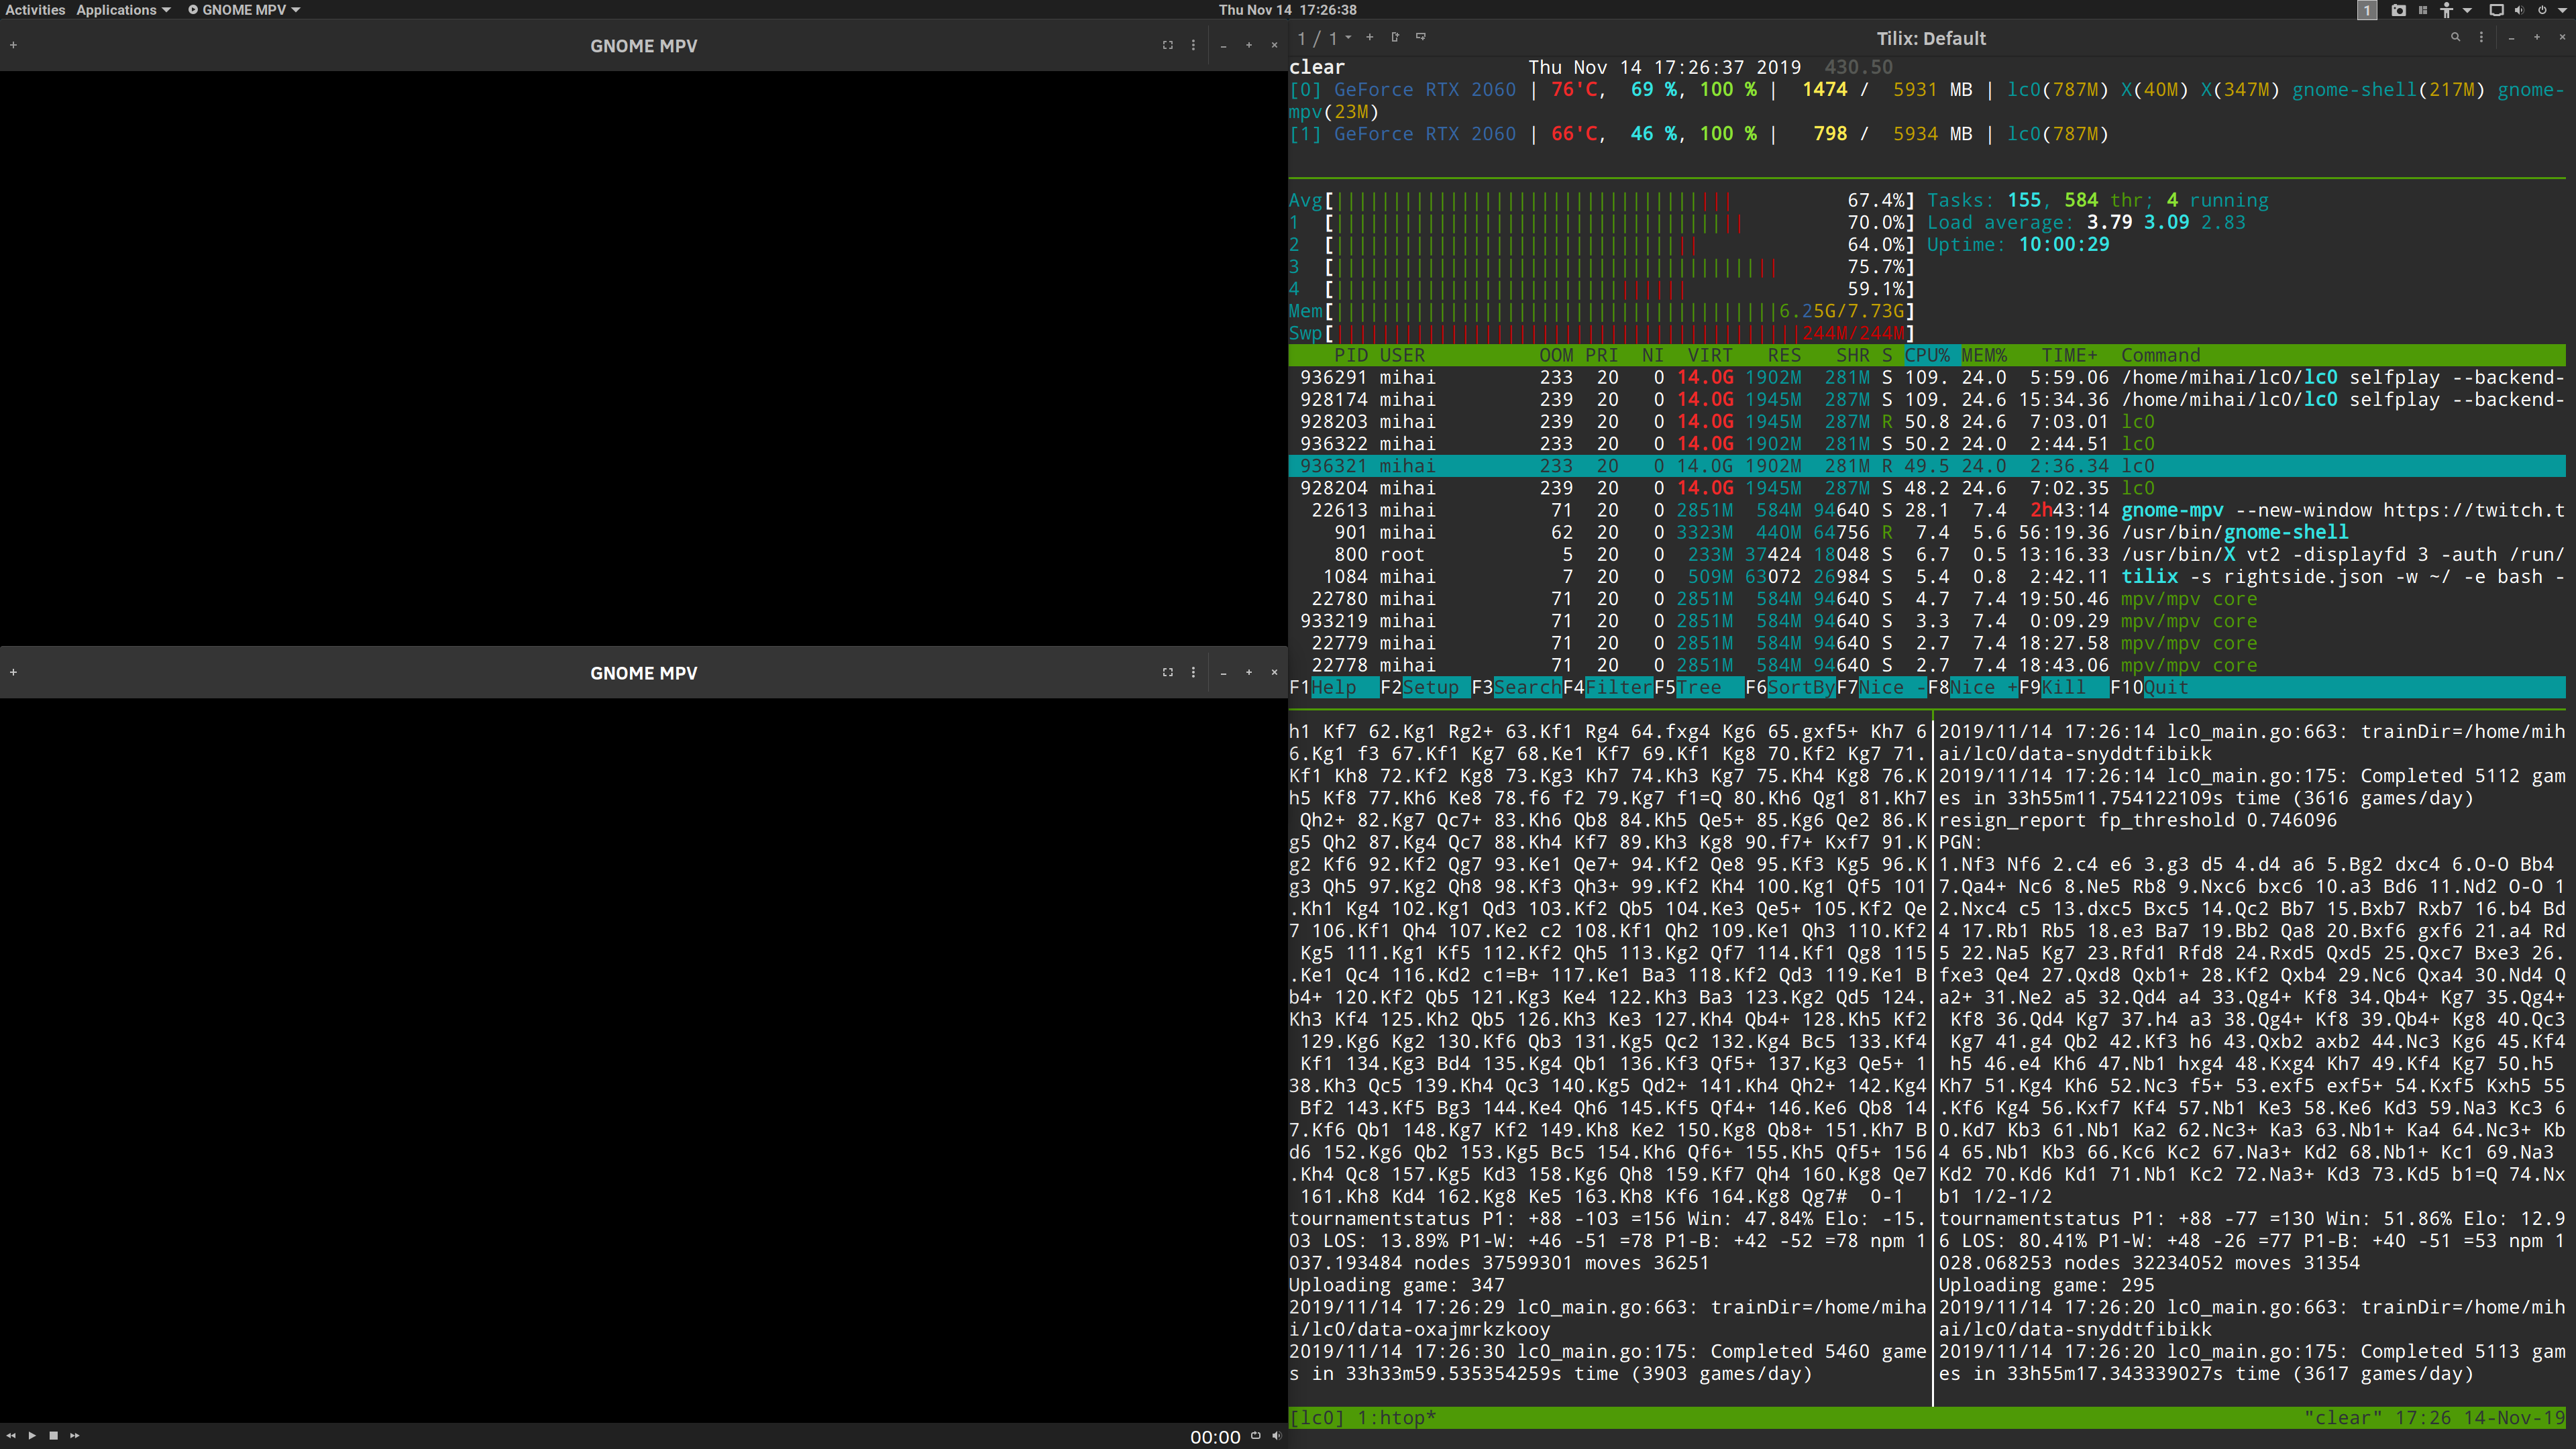 Activities Applications GNOME MPV Thu Nov 14 17:26:38 1
GNOME MPV
1 / 1 Tilix: Default
clear Thu Nov 14 17:26:37 2019 430.50
[0] GeForce RTX 2060 | 76'C, 69 %, 100 % | 1474 / 5931 MB | lc0(787M) X(40M) X(347M) gnome-shell(217M) gnome-
mpv(23M)
[1] GeForce RTX 2060 | 66'C, 46 %, 100 % | 798 / 5934 MB | lc0(787M)
Avg[||| 67.4%] Tasks: 155, 584 thr; 4 running
1 [||| 70.0%] Load average: 3.79 3.09 2.83
2 [||| 64.0%] Uptime: 10:00:29
3 [||| 75.7%]
4 [||| 59.1%]
Mem[||| 6.25G/7.73G]
Swp[||| 244M/244M]
PID USER OOM PRI NI VIRT RES SHR S CPU% MEM% TIME+ Command
936291 mihai 233 20 0 14.0G 1902M 281M S 109. 24.0 5:59.06 /home/mihai/lc0/lc0 selfplay --backend-
928174 mihai 239 20 0 14.0G 1945M 287M S 109. 24.6 15:34.36 /home/mihai/lc0/lc0 selfplay --backend-
928203 mihai 239 20 0 14.0G 1945M 287M R 50.8 24.6 7:03.01 lc0
936322 mihai 233 20 0 14.0G 1902M 281M S 50.2 24.0 2:44.51 lc0
936321 mihai 233 20 0 14.0G 1902M 281M R 49.5 24.0 2:36.34 lc0
928204 mihai 239 20 0 14.0G 1945M 287M S 48.2 24.6 7:02.35 lc0
22613 mihai 71 20 0 2851M 584M 94640 S 28.1 7.4 2h43:14 gnome-mpv --new-window https://twitch.t
901 mihai 62 20 0 3323M 440M 64756 R 7.4 5.6 56:19.36 /usr/bin/gnome-shell
800 root 5 20 0 233M 37424 18048 S 6.7 0.5 13:16.33 /usr/bin/X vt2 -displayfd 3 -auth /run/
1084 mihai 7 20 0 509M 63072 26984 S 5.4 0.8 2:42.11 tilix -s rightside.json -w ~/ -e bash -
22780 mihai 71 20 0 2851M 584M 94640 S 4.7 7.4 19:50.46 mpv/mpv core
933219 mihai 71 20 0 2851M 584M 94640 S 3.3 7.4 0:09.29 mpv/mpv core
22779 mihai 71 20 0 2851M 584M 94640 S 2.7 7.4 18:27.58 mpv/mpv core
22778 mihai 71 20 0 2851M 584M 94640 S 2.7 7.4 18:43.06 mpv/mpv core
F1Help F2Setup F3SearchF4FilterF5Tree F6SortByF7Nice -F8Nice +F9Kill F10Quit
GNOME MPV
h1 Kf7 62.Kg1 Rg2+ 63.Kf1 Rg4 64.fxg4 Kg6 65.gxf5+ Kh7 6
6.Kg1 f3 67.Kf1 Kg7 68.Ke1 Kf7 69.Kf1 Kg8 70.Kf2 Kg7 71.
Kf1 Kh8 72.Kf2 Kg8 73.Kg3 Kh7 74.Kh3 Kg7 75.Kh4 Kg8 76.K
h5 Kf8 77.Kh6 Ke8 78.f6 f2 79.Kg7 f1=Q 80.Kh6 Qg1 81.Kh7
Qh2+ 82.Kg7 Qc7+ 83.Kh6 Qb8 84.Kh5 Qe5+ 85.Kg6 Qe2 86.K
g5 Qh2 87.Kg4 Qc7 88.Kh4 Kf7 89.Kh3 Kg8 90.f7+ Kxf7 91.K
g2 Kf6 92.Kf2 Qg7 93.Ke1 Qe7+ 94.Kf2 Qe8 95.Kf3 Kg5 96.K
g3 Qh5 97.Kg2 Qh8 98.Kf3 Qh3+ 99.Kf2 Kh4 100.Kg1 Qf5 101
.Kh1 Kg4 102.Kg1 Qd3 103.Kf2 Qb5 104.Ke3 Qe5+ 105.Kf2 Qe
7 106.Kf1 Qh4 107.Ke2 c2 108.Kf1 Qh2 109.Ke1 Qh3 110.Kf2
Kg5 111.Kg1 Kf5 112.Kf2 Qh5 113.Kg2 Qf7 114.Kf1 Qg8 115
.Ke1 Qc4 116.Kd2 c1=B+ 117.Ke1 Ba3 118.Kf2 Qd3 119.Ke1 B
b4+ 120.Kf2 Qb5 121.Kg3 Ke4 122.Kh3 Ba3 123.Kg2 Qd5 124.
Kh3 Kf4 125.Kh2 Qb5 126.Kh3 Ke3 127.Kh4 Qb4+ 128.Kh5 Kf2
129.Kg6 Kg2 130.Kf6 Qb3 131.Kg5 Qc2 132.Kg4 Bc5 133.Kf4
Kf1 134.Kg3 Bd4 135.Kg4 Qb1 136.Kf3 Qf5+ 137.Kg3 Qe5+ 1
38.Kh3 Qc5 139.Kh4 Qc3 140.Kg5 Qd2+ 141.Kh4 Qh2+ 142.Kg4
Bf2 143.Kf5 Bg3 144.Ke4 Qh6 145.Kf5 Qf4+ 146.Ke6 Qb8 14
7.Kf6 Qb1 148.Kg7 Kf2 149.Kh8 Ke2 150.Kg8 Qb8+ 151.Kh7 B
d6 152.Kg6 Qb2 153.Kg5 Bc5 154.Kh6 Qf6+ 155.Kh5 Qf5+ 156
.Kh4 Qc8 157.Kg5 Kd3 158.Kg6 Qh8 159.Kf7 Qh4 160.Kg8 Qe7
161.Kh8 Kd4 162.Kg8 Ke5 163.Kh8 Kf6 164.Kg8 Qg7# 0-1
tournamentstatus P1: +88 -103 =156 Win: 47.84% Elo: -15.
03 LOS: 13.89% P1-W: +46 -51 =78 P1-B: +42 -52 =78 npm 1
037.193484 nodes 37599301 moves 36251
Uploading game: 347
2019/11/14 17:26:29 lc0_main.go:663: trainDir=/home/miha
i/lc0/data-oxajmrkzkooy
2019/11/14 17:26:30 lc0_main.go:175: Completed 5460 game
s in 33h33m59.535354259s time (3903 games/day)
2019/11/14 17:26:14 lc0_main.go:663: trainDir=/home/mih
ai/lc0/data-snyddtfibikk
2019/11/14 17:26:14 lc0_main.go:175: Completed 5112 gam
es in 33h55m11.754122109s time (3616 games/day)
resign_report fp_threshold 0.746096
PGN:
1.Nf3 Nf6 2.c4 e6 3.g3 d5 4.d4 a6 5.Bg2 dxc4 6.O-O Bb4
7.Qa4+ Nc6 8.Ne5 Rb8 9.Nxc6 bxc6 10.a3 Bd6 11.Nd2 O-O 1
2.Nxc4 c5 13.dxc5 Bxc5 14.Qc2 Bb7 15.Bxb7 Rxb7 16.b4 Bd
4 17.Rb1 Rb5 18.e3 Ba7 19.Bb2 Qa8 20.Bxf6 gxf6 21.a4 Rd
5 22.Na5 Kg7 23.Rfd1 Rfd8 24.Rxd5 Qxd5 25.Qxc7 Bxe3 26.
fxe3 Qe4 27.Qxd8 Qxb1+ 28.Kf2 Qxb4 29.Nc6 Qxa4 30.Nd4 Q
a2+ 31.Ne2 a5 32.Qd4 a4 33.Qg4+ Kf8 34.Qb4+ Kg7 35.Qg4+
Kf8 36.Qd4 Kg7 37.h4 a3 38.Qg4+ Kf8 39.Qb4+ Kg8 40.Qc3
Kg7 41.g4 Qb2 42.Kf3 h6 43.Qxb2 axb2 44.Nc3 Kg6 45.Kf4
h5 46.e4 Kh6 47.Nb1 hxg4 48.Kxg4 Kh7 49.Kf4 Kg7 50.h5
Kh7 51.Kg4 Kh6 52.Nc3 f5+ 53.exf5 exf5+ 54.Kxf5 Kxh5 55
.Kf6 Kg4 56.Kxf7 Kf4 57.Nb1 Ke3 58.Ke6 Kd3 59.Na3 Kc3 6
0.Kd7 Kb3 61.Nb1 Ka2 62.Nc3+ Ka3 63.Nb1+ Ka4 64.Nc3+ Kb
4 65.Nb1 Kb3 66.Kc6 Kc2 67.Na3+ Kd2 68.Nb1+ Kc1 69.Na3
Kd2 70.Kd6 Kd1 71.Nb1 Kc2 72.Na3+ Kd3 73.Kd5 b1=Q 74.Nx
b1 1/2-1/2
tournamentstatus P1: +88 -77 =130 Win: 51.86% Elo: 12.9
6 LOS: 80.41% P1-W: +48 -26 =77 P1-B: +40 -51 =53 npm 1
028.068253 nodes 32234052 moves 31354
Uploading game: 295
2019/11/14 17:26:20 lc0_main.go:663: trainDir=/home/mih
ai/lc0/data-snyddtfibikk
2019/11/14 17:26:20 lc0_main.go:175: Completed 5113 gam
es in 33h55m17.343339027s time (3617 games/day)
[lc0] 1:htop* "clear" 17:26 14-Nov-19
00:00